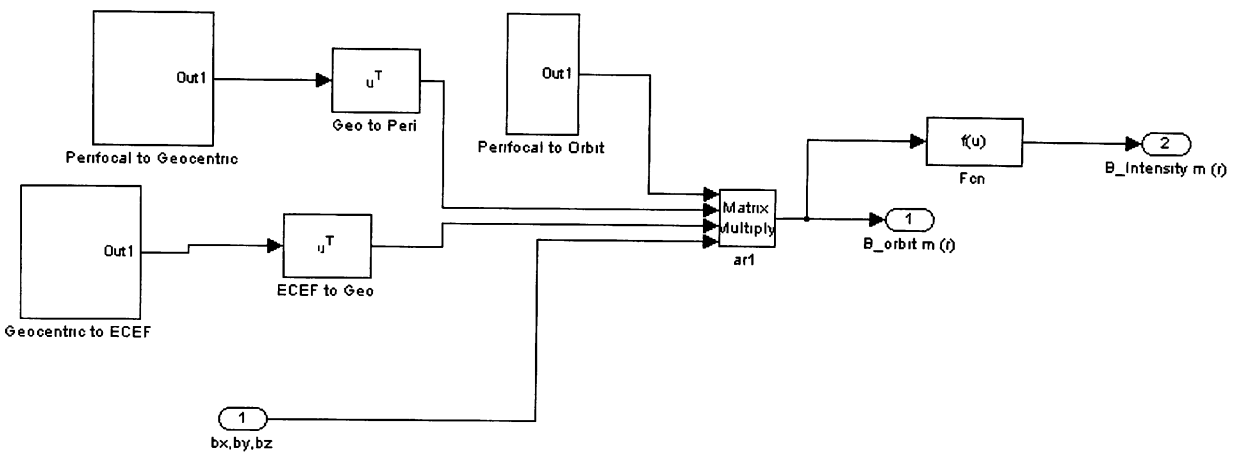 Out1
Perifocal to Geocentric
u^T
Geo to Peri
Out1
Perifocal to Orbit
f(u)
Fcn
2
B_Intensity m (r)
Out1
Geocentric to ECEF
u^T
ECEF to Geo
Matrix
Multiply
ar1
1
B_orbit m (r)
1
bx,by,bz